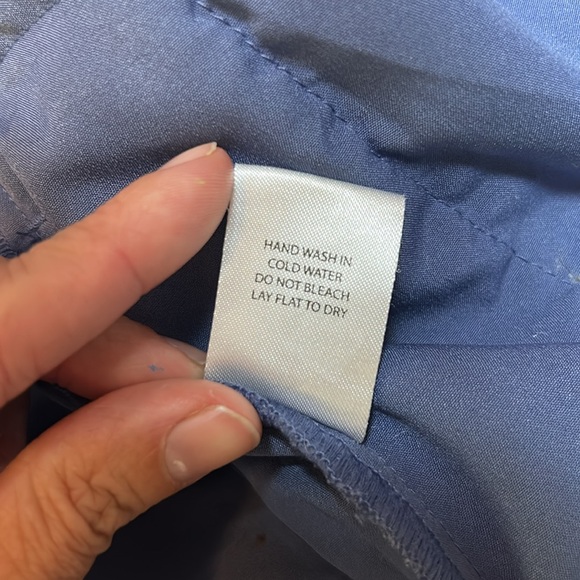 HAND WASH IN
COLD WATER
DO NOT BLEACH
LAY FLAT TO DRY